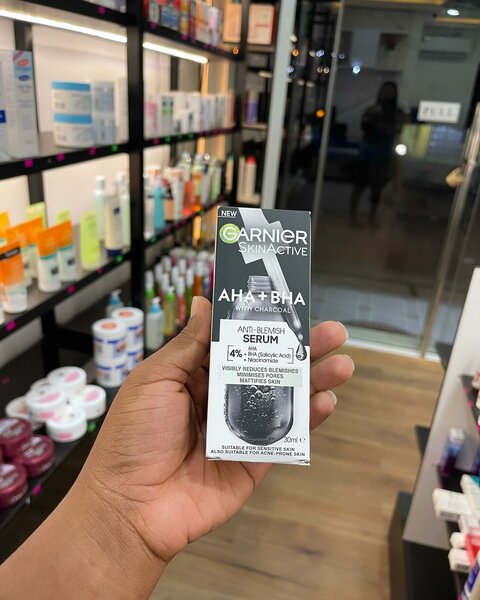 NEW
GARNIER
SKINACTIVE
AHA+BHA
WITH CHARCOAL
ANTI-BLEMISH
SERUM
4%
AHA
+ BHA (Salicylic Acid)
+ Niacinamide
VISIBLY REDUCES BLEMISHES
MINIMISES PORES
MATTIFIES SKIN
30ml e
SUITABLE FOR SENSITIVE SKIN
ALSO SUITABLE FOR ACNE-PRONE SKIN
PULL